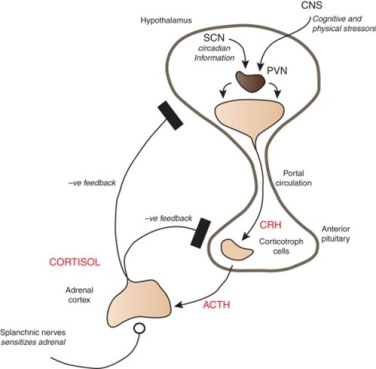 CNS
Cognitive and
physical stressors
Hypothalamus
SCN
circadian
Information
PVN
–ve feedback
Portal
circulation
–ve feedback
CRH
Corticotroph
cells
Anterior
pituitary
CORTISOL
Adrenal
cortex
ACTH
Splanchnic nerves
sensitizes adrenal